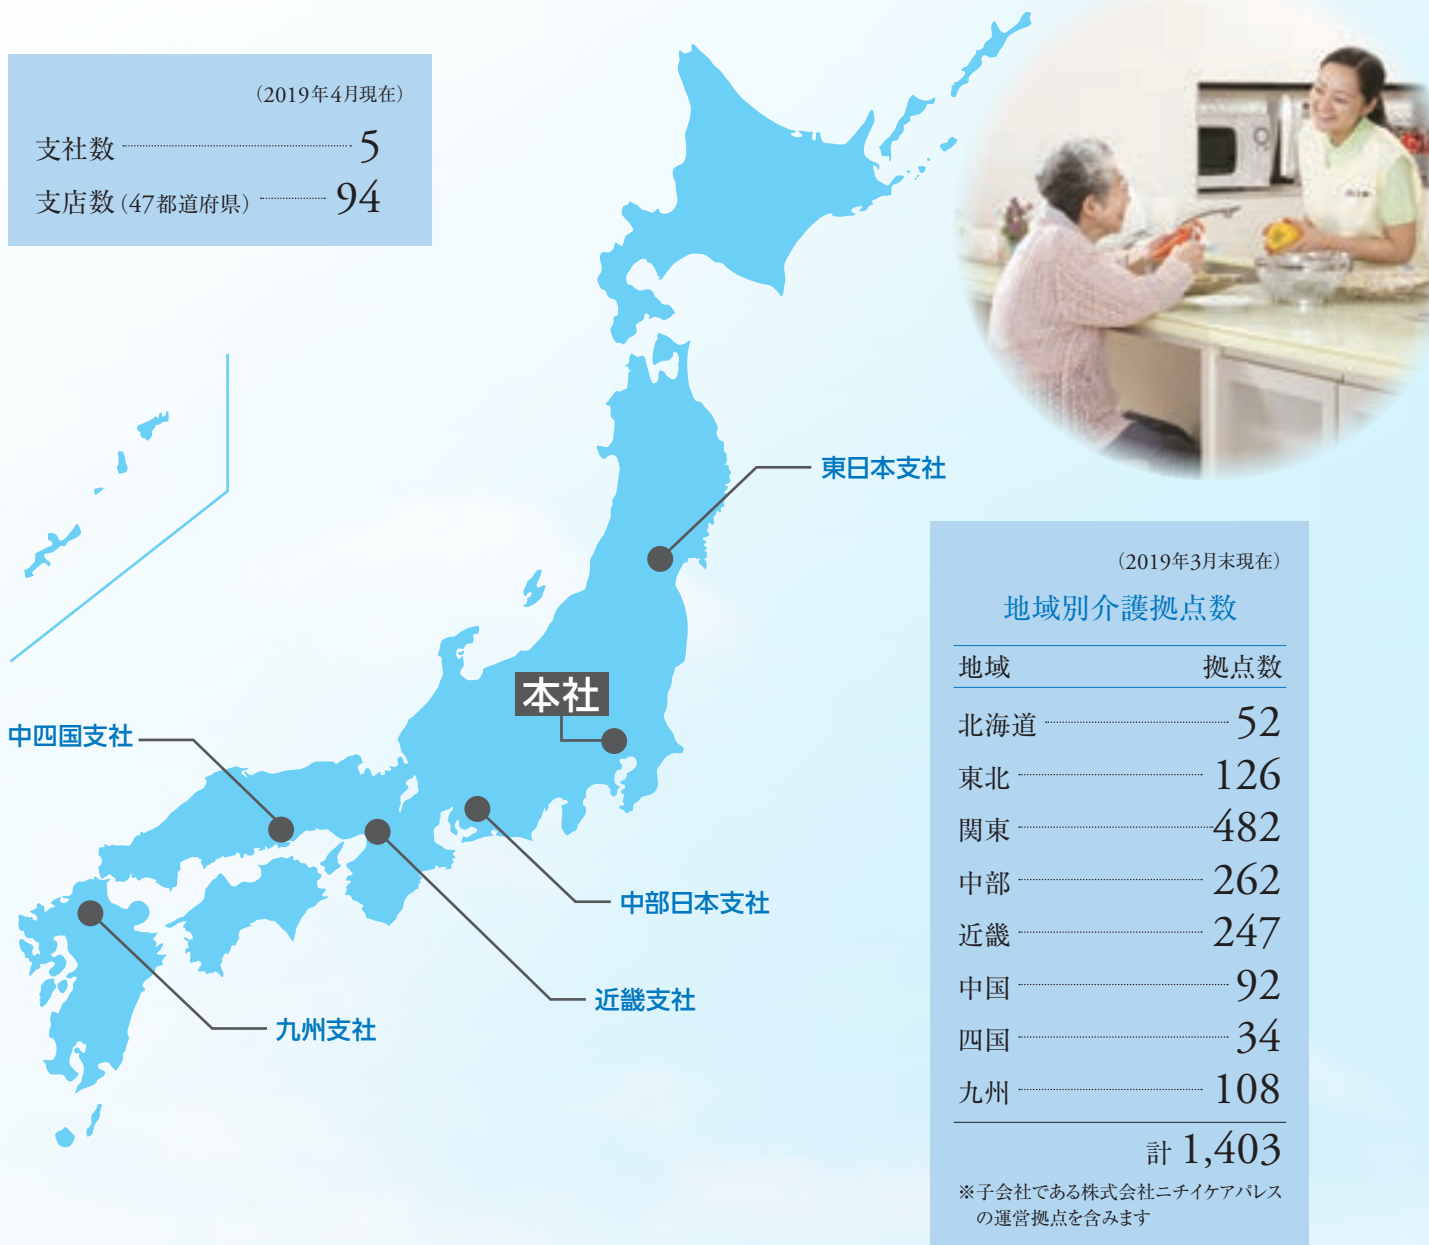 （2019年4月現在）
支社数 5
支店数（47都道府県） 94
東日本支社
本社
中四国支社
中部日本支社
近畿支社
九州支社
（2019年3月末現在）
地域別介護拠点数
地域 拠点数
北海道 52
東北 126
関東 482
中部 262
近畿 247
中国 92
四国 34
九州 108
計 1,403
※子会社である株式会社ニチイケアパレス
の運営拠点を含みます